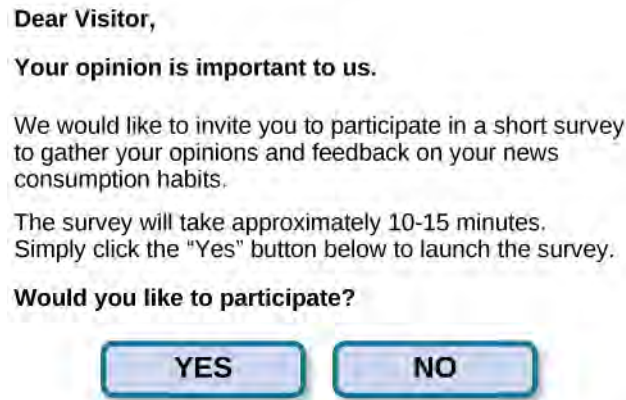 Dear Visitor,
Your opinion is important to us.
We would like to invite you to participate in a short survey
to gather your opinions and feedback on your news
consumption habits.
The survey will take approximately 10-15 minutes.
Simply click the “Yes” button below to launch the survey.
Would you like to participate?
YES NO